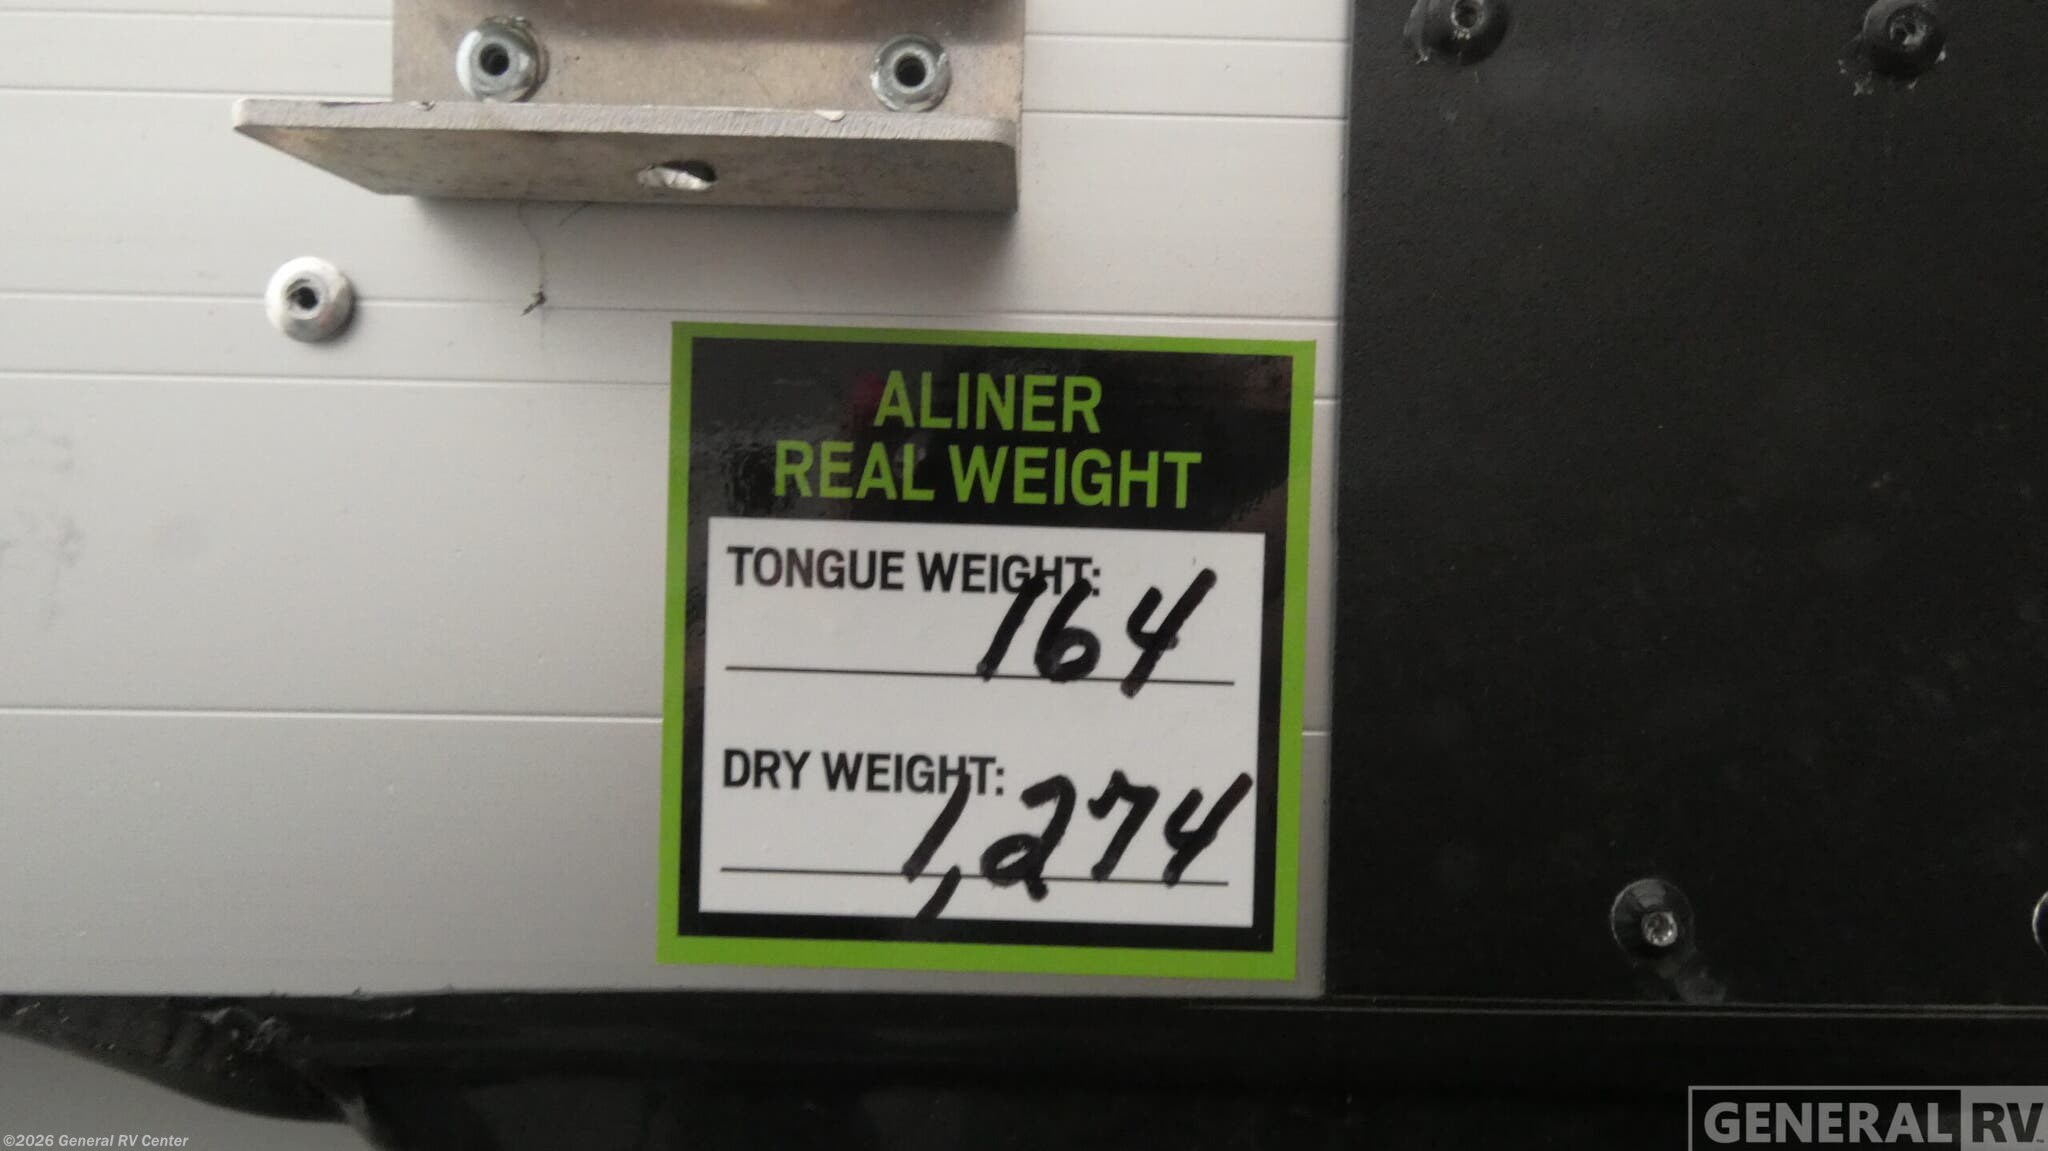 ALINER
REAL WEIGHT
TONGUE WEIGHT:
164
DRY WEIGHT:
1,274
©2026 General RV Center
GENERAL RV